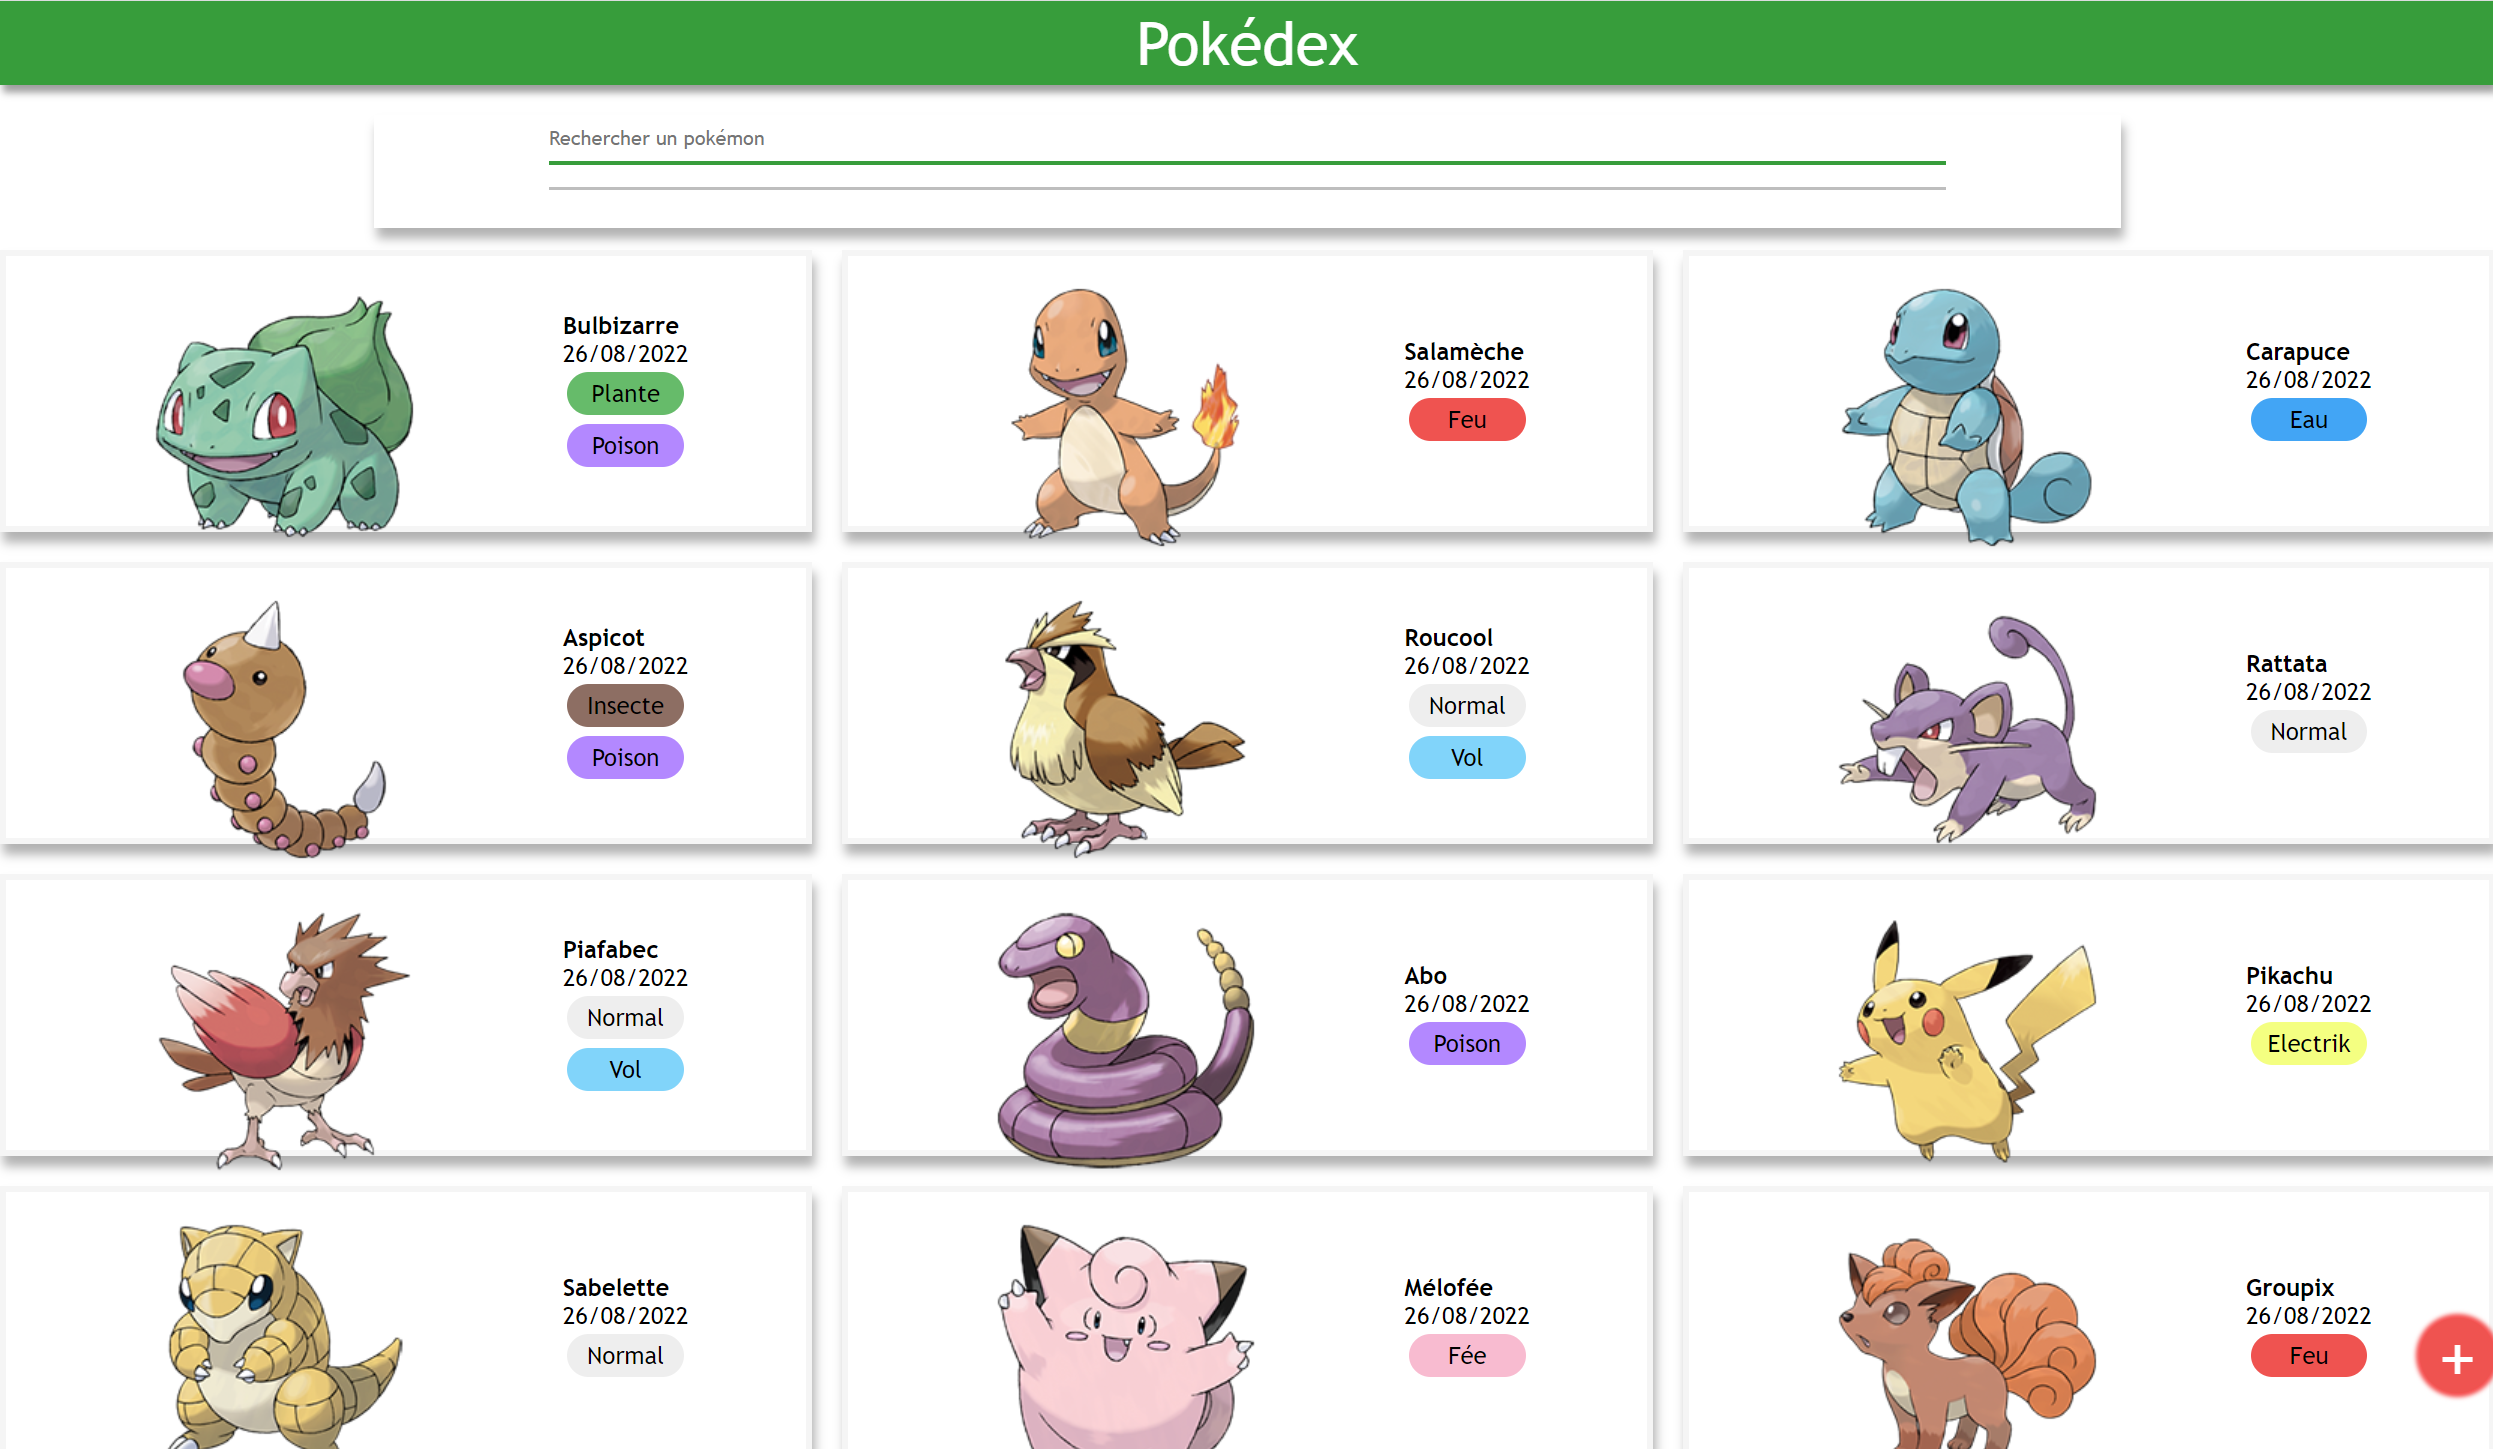 Pokédex
Rechercher un pokémon
Bulbizarre
26/08/2022
Plante
Poison
Salamèche
26/08/2022
Feu
Carapuce
26/08/2022
Eau
Aspicot
26/08/2022
Insecte
Poison
Roucool
26/08/2022
Normal
Vol
Rattata
26/08/2022
Normal
Piafabec
26/08/2022
Normal
Vol
Abo
26/08/2022
Poison
Pikachu
26/08/2022
Electrik
Sabelette
26/08/2022
Normal
Mélofée
26/08/2022
Fée
Groupix
26/08/2022
Feu
+